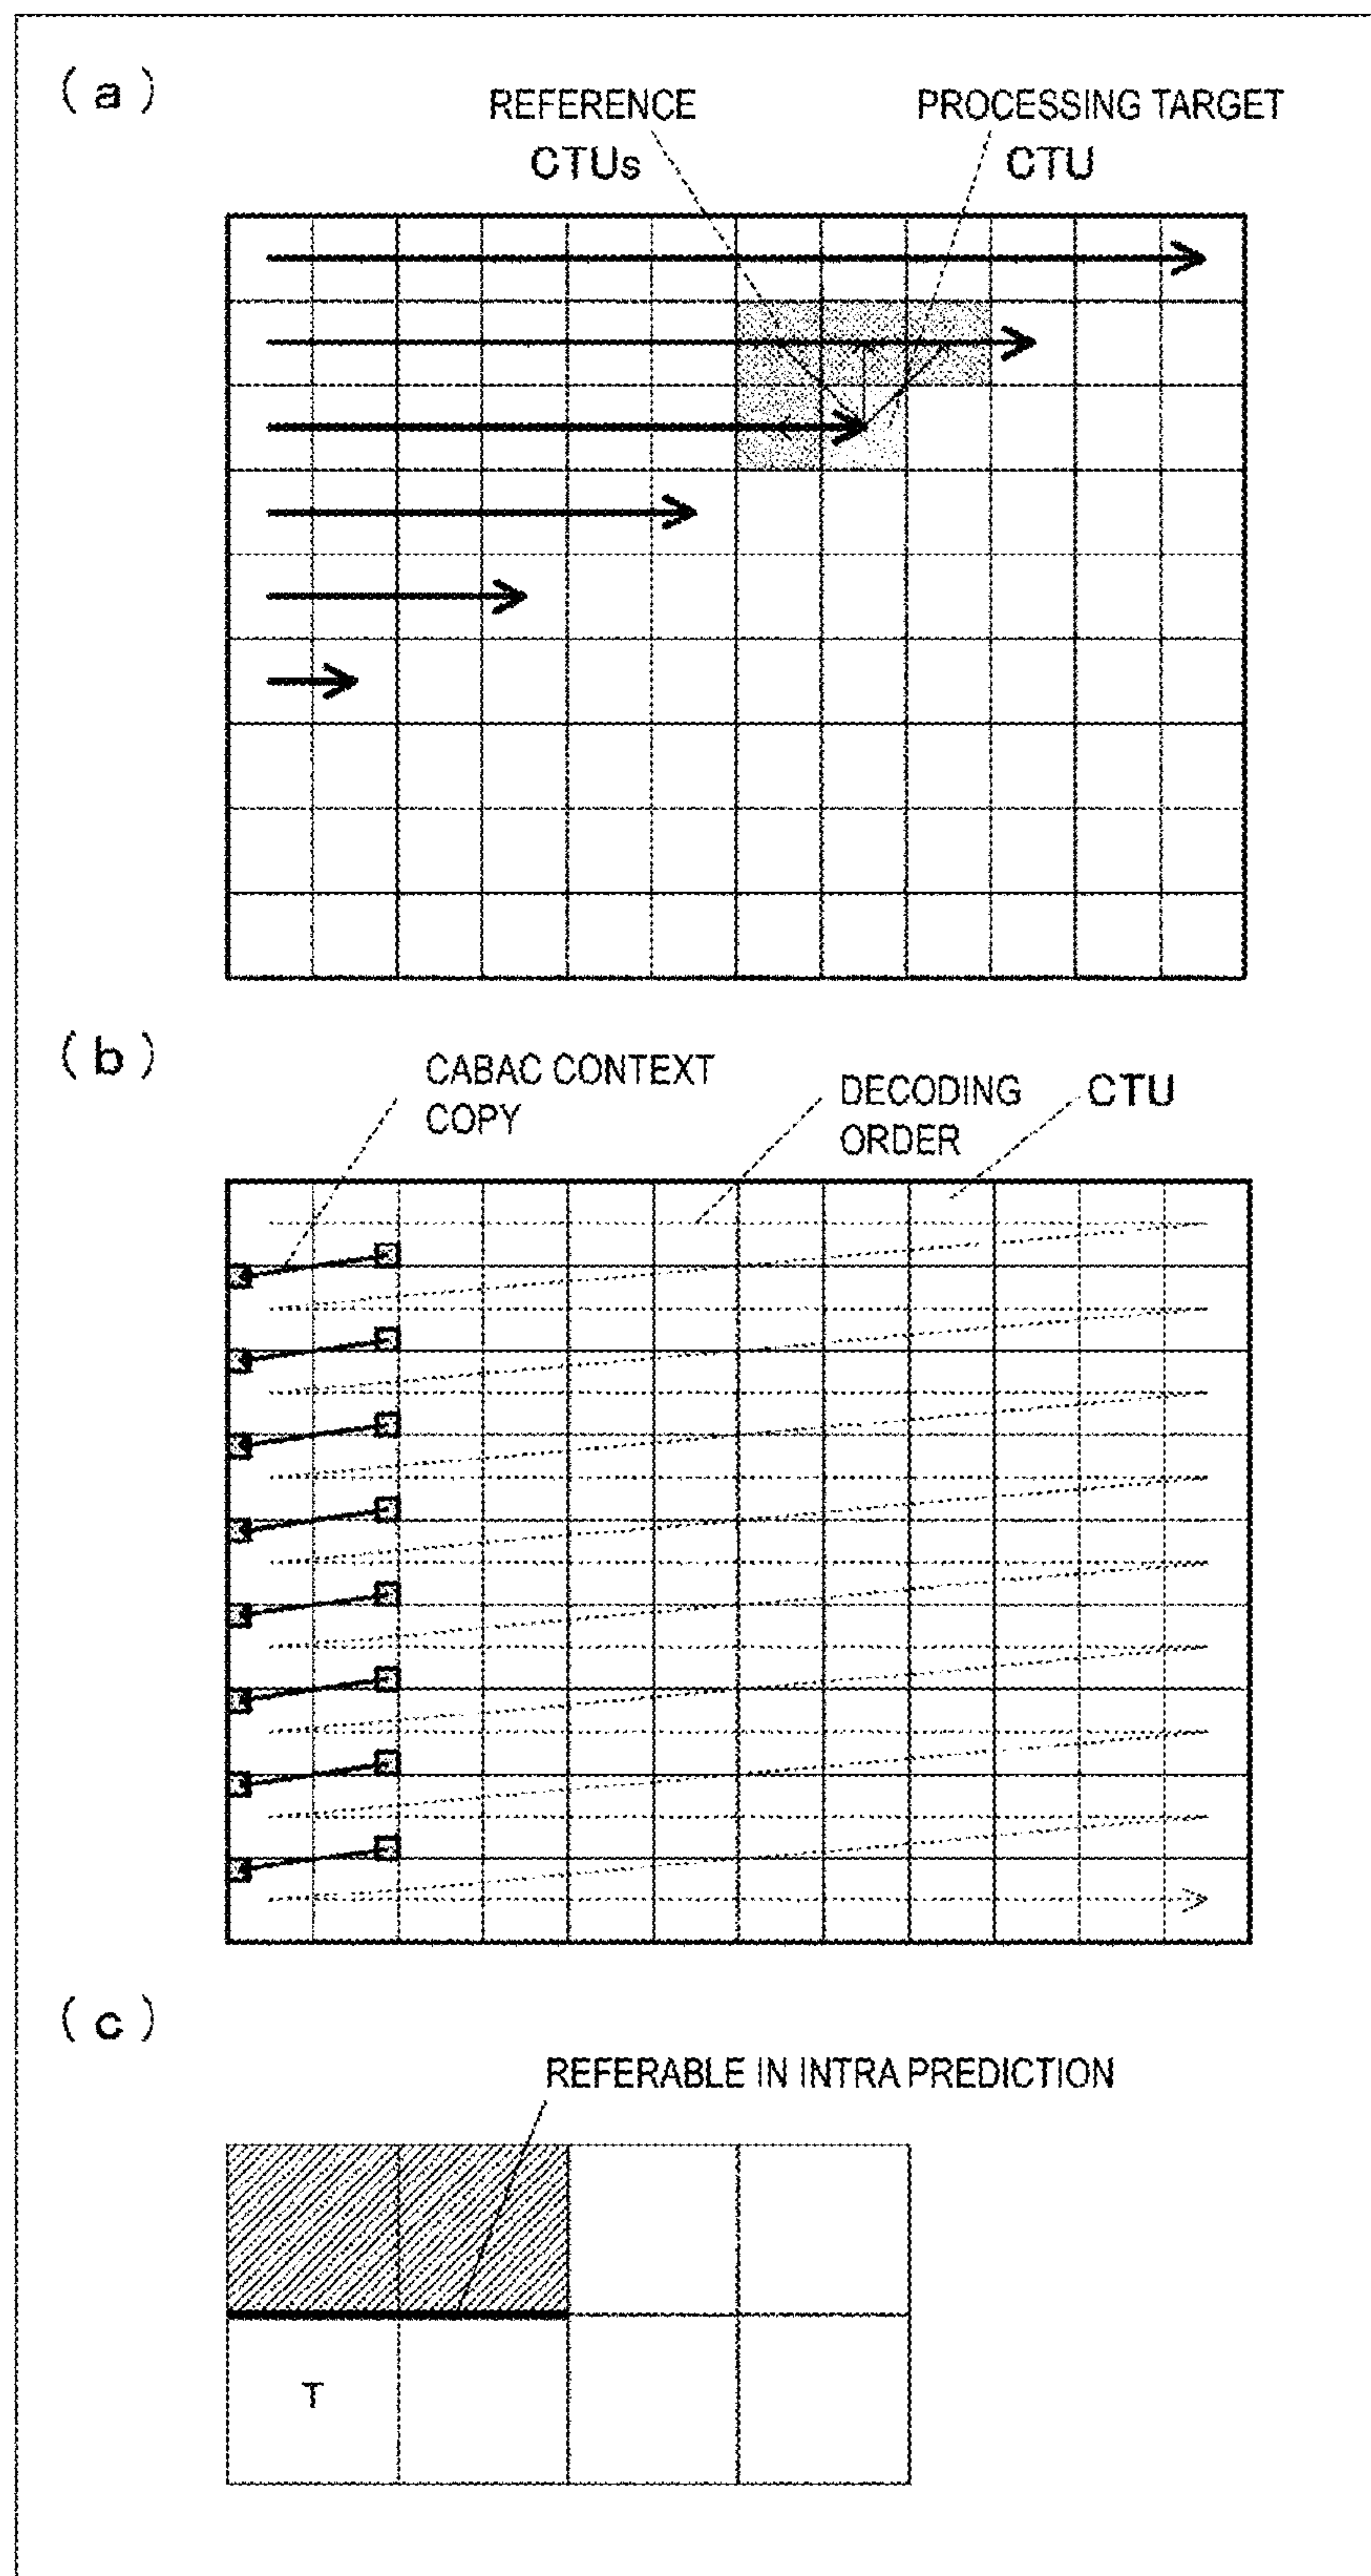 (a)
REFERENCE
CTUs
PROCESSING TARGET
CTU
(b)
CABAC CONTEXT
COPY
DECODING
ORDER
CTU
(c)
REFERABLE IN INTRA PREDICTION
T